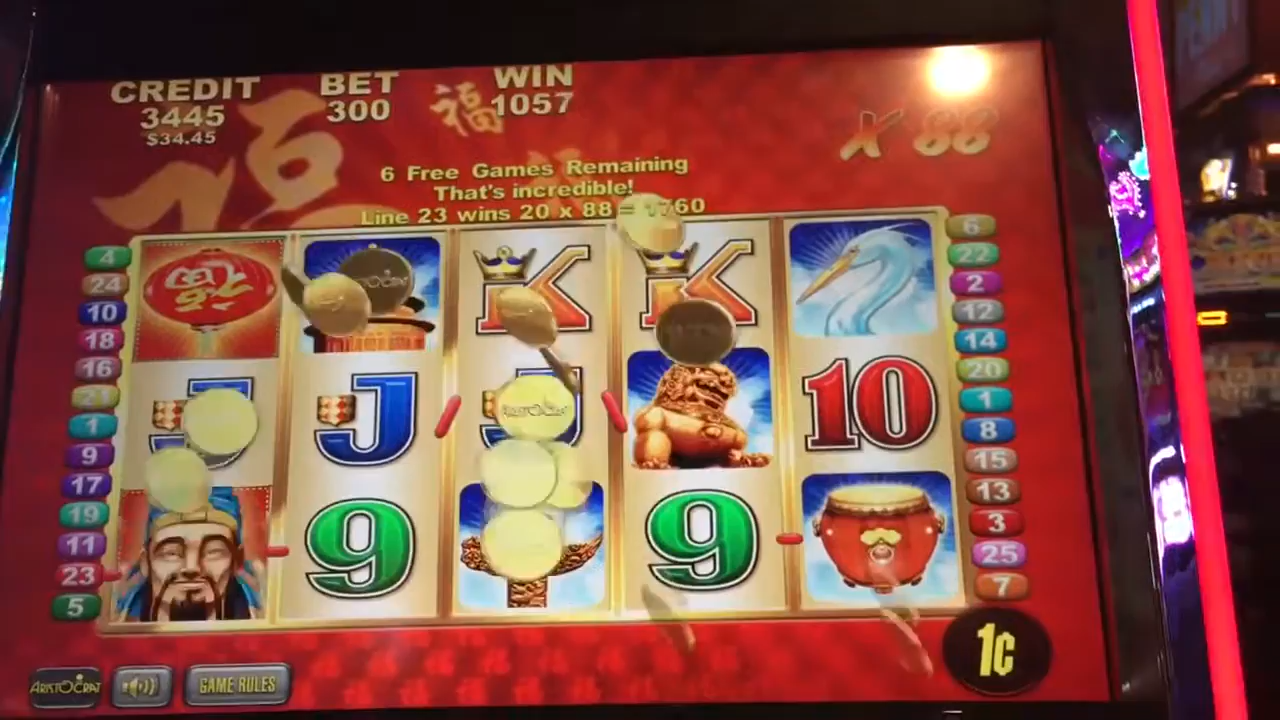 CREDIT
3445
$34.45
BET
300
WIN
1057
福
X 88
6 Free Games Remaining
That's incredible!
Line 23 wins 20 x 88 = 1760
4
24
10
18
16
21
1
9
17
19
11
23
5
K
K
J
J
J
10
9
9
ARISTOCRAT
6
22
2
12
14
20
1
8
15
13
3
25
7
ARISTOCRAT
GAME RULES
1¢